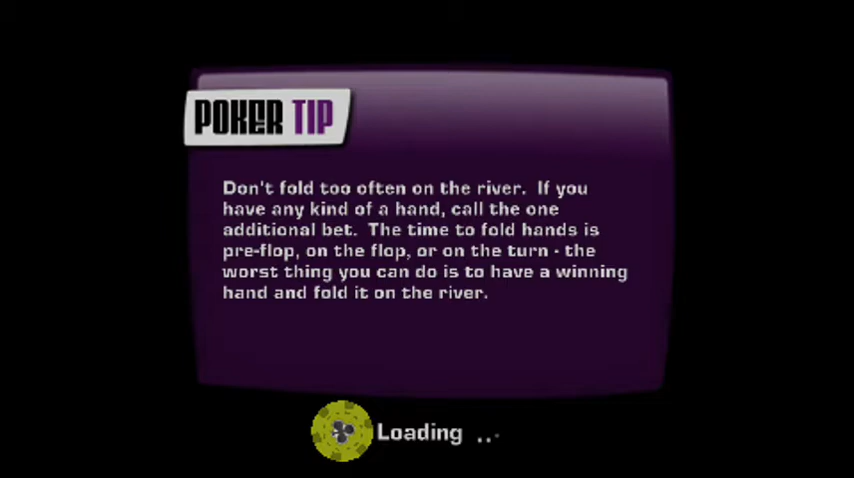 POKER TIP
Don't fold too often on the river. If you
have any kind of a hand, call the one
additional bet. The time to fold hands is
pre-flop, on the flop, or on the turn - the
worst thing you can do is to have a winning
hand and fold it on the river.
Loading ...